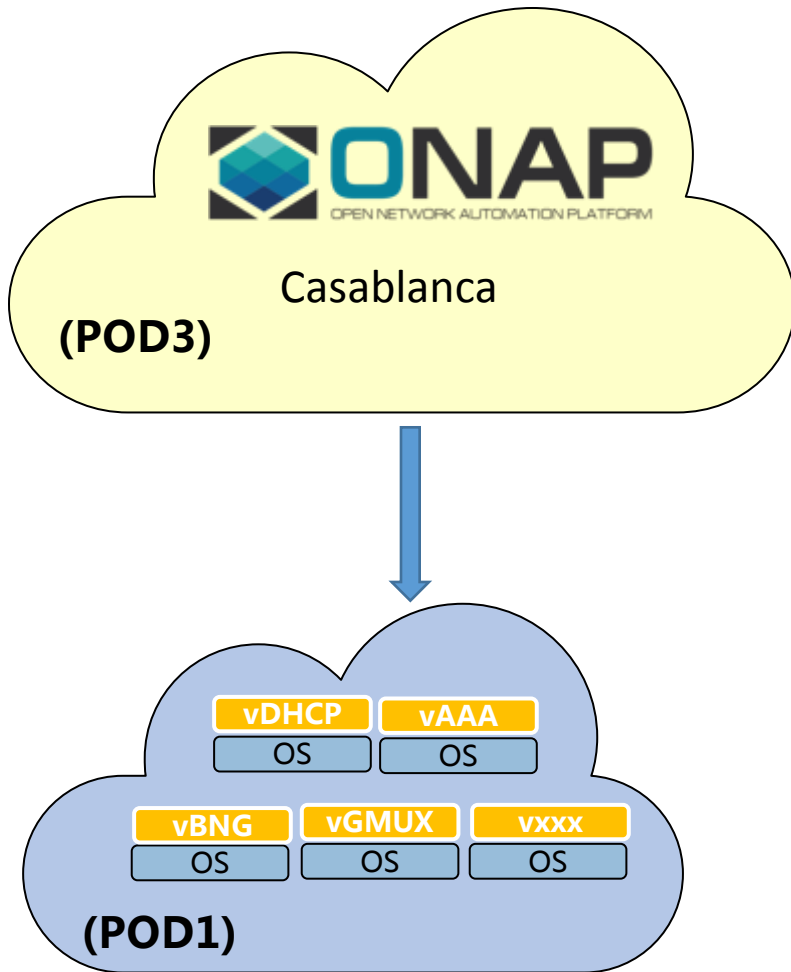 ONAP
OPEN NETWORK AUTOMATION PLATFORM
Casablanca
(POD3)
vDHCP vAAA
OS OS
vBNG vGMUX vxxx
OS OS OS
(POD1)